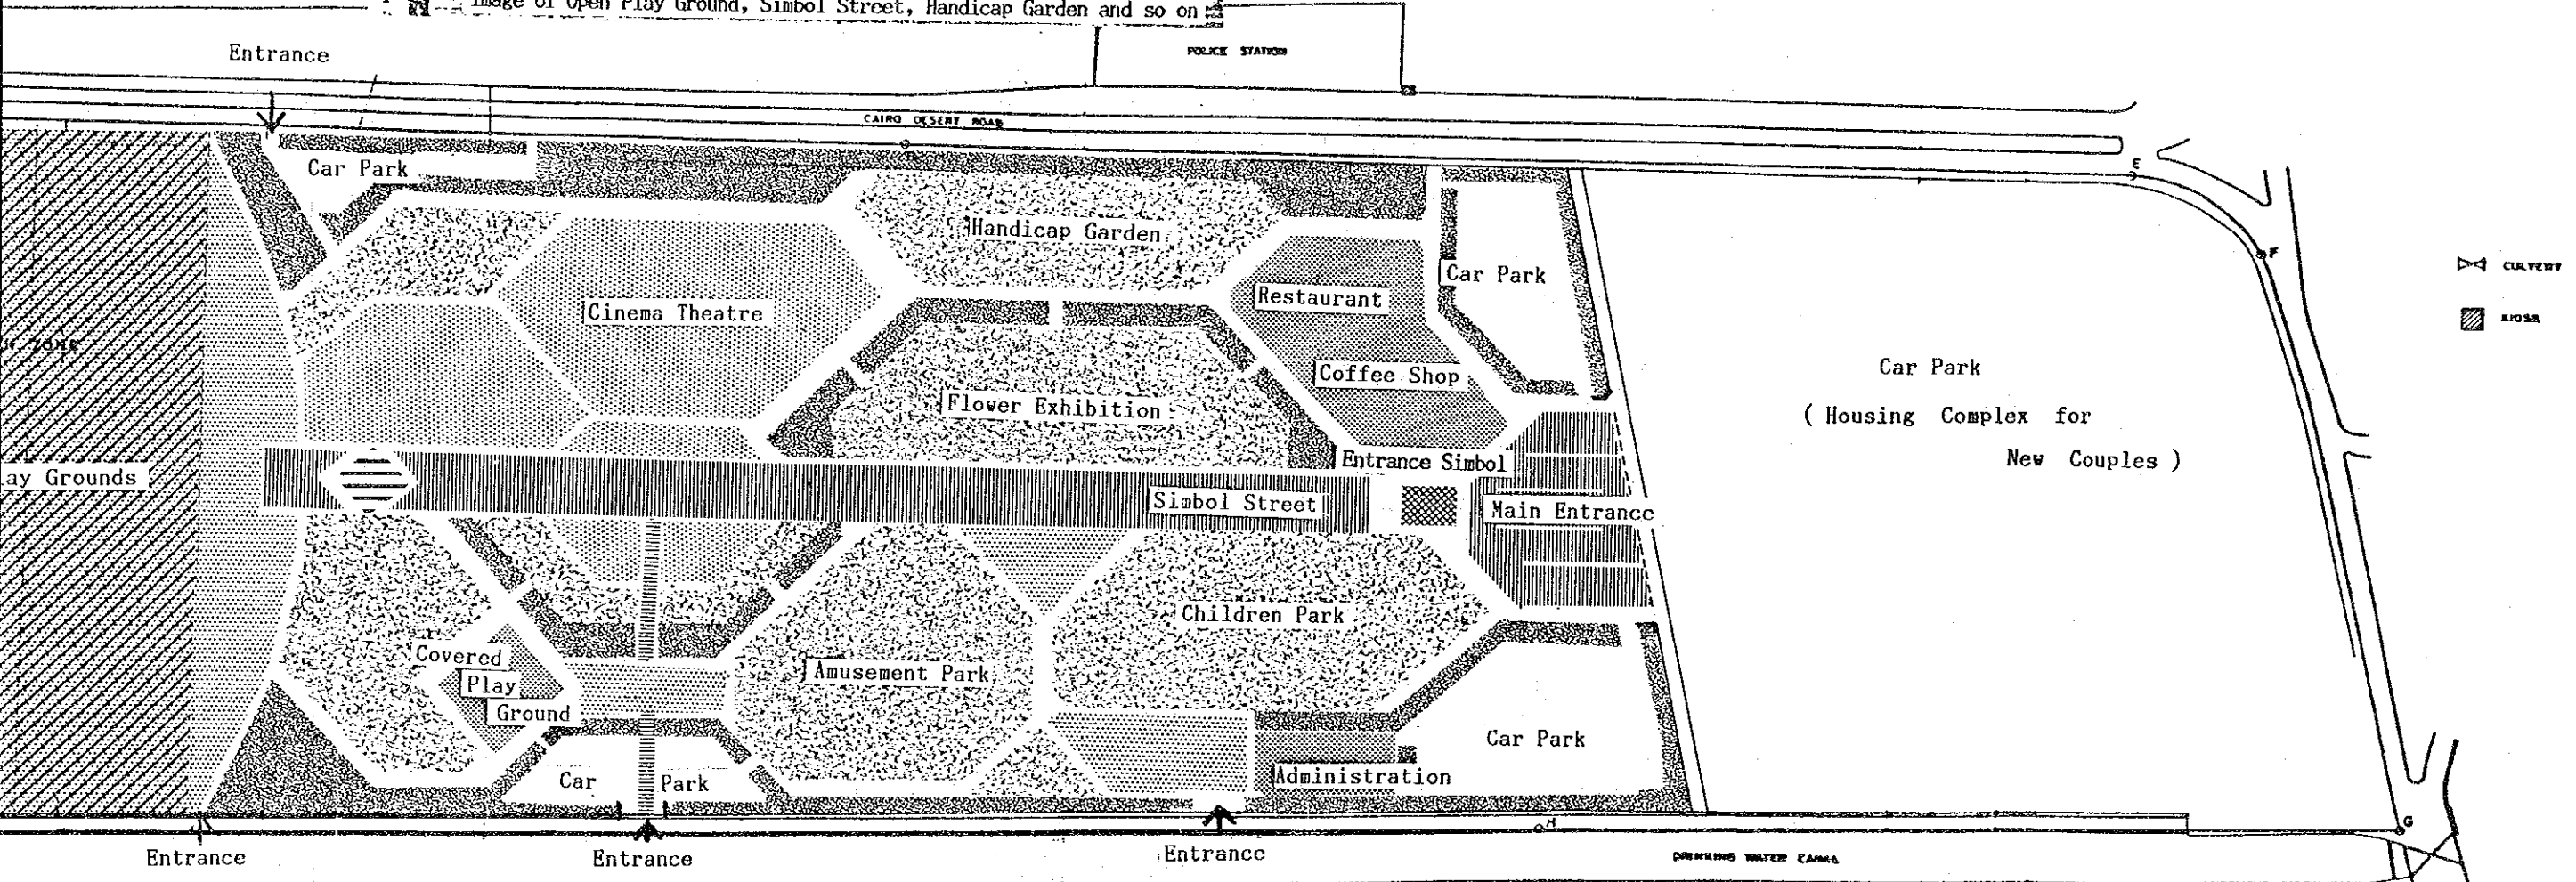 Image of Open Play Ground, Simbol Street, Handicap Garden and so on
Entrance
POLICE STATION
CAIRO DESERT ROAD
E
Car Park
Handicap Garden
F
CULVERT
Car Park
Restaurant
Cinema Theatre
KIOSK
ZONE
Car Park
Coffee Shop
Flower Exhibition
( Housing Complex for
New Couples )
Entrance Simbol
ay Grounds
Simbol Street
Main Entrance
Children Park
Covered
Play
Ground
Amusement Park
Car Park
Car Park
Administration
H
G
Entrance
Entrance
Entrance
DRINKING WATER CANAL